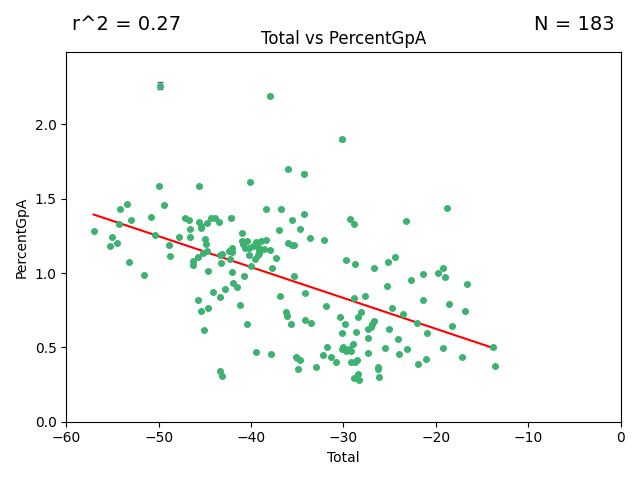 r^2 = 0.27
N = 183
Total vs PercentGpA
PercentGpA
2.0
1.5
1.0
0.5
0.0
−60
−50
−40
−30
−20
−10
0
Total